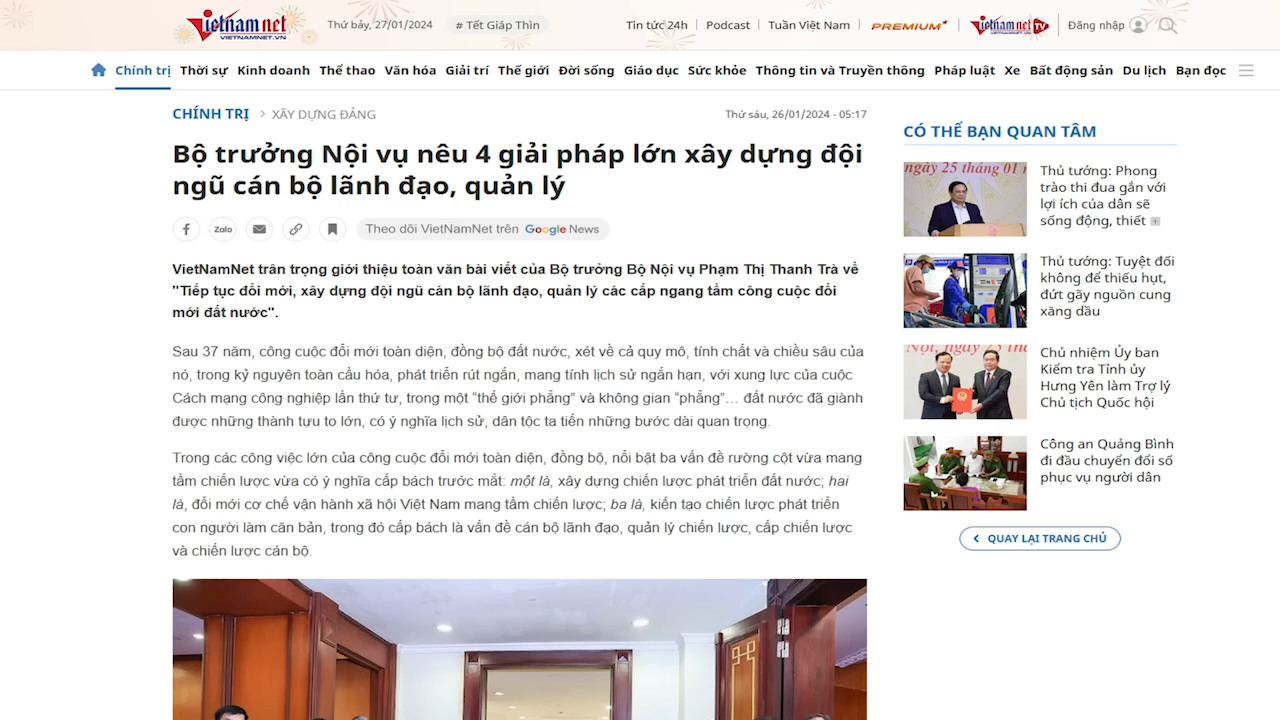 vietnamnet
VIETNAMNET.VN
Thứ bảy, 27/01/2024
# Tết Giáp Thìn
Tin tức 24h
Podcast
Tuần Việt Nam
PREMIUM
vietnamnet TV
Đăng nhập
Chính trị Thời sự Kinh doanh Thể thao Văn hóa Giải trí Thế giới Đời sống Giáo dục Sức khỏe Thông tin và Truyền thông Pháp luật Xe Bất động sản Du lịch Bạn đọc
CHÍNH TRỊ > XÂY DỰNG ĐẢNG
Thứ sáu, 26/01/2024 - 05:17
Bộ trưởng Nội vụ nêu 4 giải pháp lớn xây dựng đội
ngũ cán bộ lãnh đạo, quản lý
Zalo
Theo dõi VietNamNet trên Google News
VietNamNet trân trọng giới thiệu toàn văn bài viết của Bộ trưởng Bộ Nội vụ Phạm Thị Thanh Trà về
"Tiếp tục đổi mới, xây dựng đội ngũ cán bộ lãnh đạo, quản lý các cấp ngang tầm công cuộc đổi
mới đất nước".
Sau 37 năm, công cuộc đổi mới toàn diện, đồng bộ đất nước, xét về cả quy mô, tính chất và chiều sâu của
nó, trong kỷ nguyên toàn cầu hóa, phát triển rút ngắn, mang tính lịch sử ngắn hạn, với xung lực của cuộc
Cách mạng công nghiệp lần thứ tư, trong một “thế giới phẳng” và không gian “phẳng”… đất nước đã giành
được những thành tựu to lớn, có ý nghĩa lịch sử, dân tộc ta tiến những bước dài quan trọng.
Trong các công việc lớn của công cuộc đổi mới toàn diện, đồng bộ, nổi bật ba vấn đề rường cột vừa mang
tầm chiến lược vừa có ý nghĩa cấp bách trước mắt: một là, xây dựng chiến lược phát triển đất nước; hai
là, đổi mới cơ chế vận hành xã hội Việt Nam mang tầm chiến lược; ba là, kiến tạo chiến lược phát triển
con người làm căn bản, trong đó cấp bách là vấn đề cán bộ lãnh đạo, quản lý chiến lược, cấp chiến lược
và chiến lược cán bộ.
CÓ THỂ BẠN QUAN TÂM
ngày 25 tháng 01
Thủ tướng: Phong
trào thi đua gắn với
lợi ích của dân sẽ
sống động, thiết
Thủ tướng: Tuyệt đối
không để thiếu hụt,
đứt gãy nguồn cung
xăng dầu
Nội, ngày 25
Chủ nhiệm Ủy ban
Kiểm tra Tỉnh ủy
Hưng Yên làm Trợ lý
Chủ tịch Quốc hội
Công an Quảng Bình
đi đầu chuyển đổi số
phục vụ người dân
QUAY LẠI TRANG CHỦ